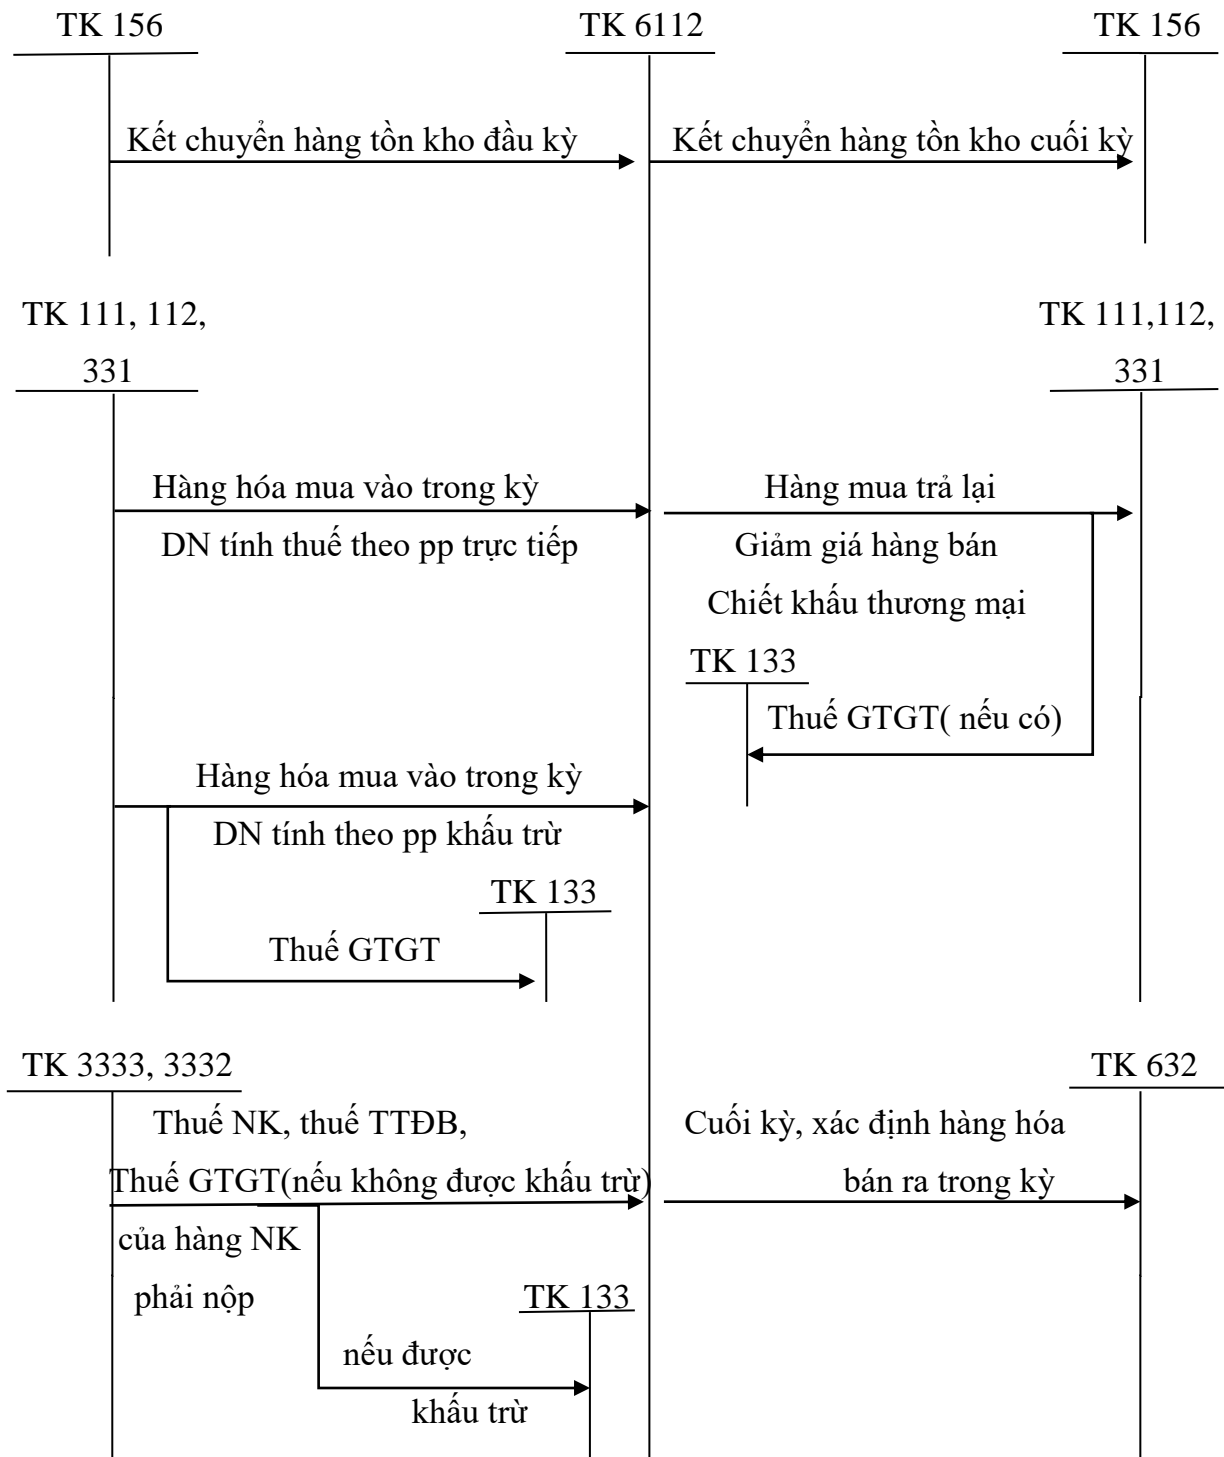 TK 156
TK 6112
TK 156
Kết chuyển hàng tồn kho đầu kỳ
Kết chuyển hàng tồn kho cuối kỳ
TK 111, 112,
331
TK 111,112,
331
Hàng hóa mua vào trong kỳ
DN tính thuế theo pp trực tiếp
Hàng mua trả lại
Giảm giá hàng bán
Chiết khấu thương mại
TK 133
Thuế GTGT( nếu có)
Hàng hóa mua vào trong kỳ
DN tính theo pp khấu trừ
TK 133
Thuế GTGT
TK 3333, 3332
TK 632
Thuế NK, thuế TTĐB,
Thuế GTGT(nếu không được khấu trừ)
của hàng NK
phải nộp
Cuối kỳ, xác định hàng hóa
bán ra trong kỳ
TK 133
nếu được
khấu trừ